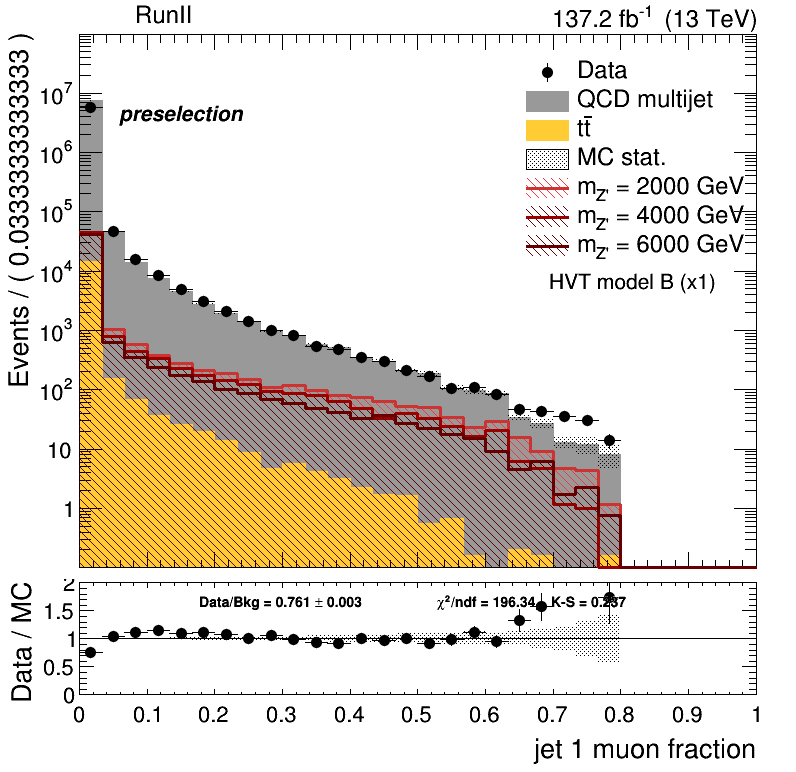 RunII
137.2 fb⁻¹ (13 TeV)
Events / ( 0.0333333333333333 )
10⁷
10⁶
10⁵
10⁴
10³
10²
10
1
preselection
Data
QCD multijet
tt̄
MC stat.
m_Z' = 2000 GeV
m_Z' = 4000 GeV
m_Z' = 6000 GeV
HVT model B (x1)
Data / MC
2
1.5
1
0.5
0
Data/Bkg = 0.761 ± 0.003
χ²/ndf = 196.34, K-S = 0.237
0 0.1 0.2 0.3 0.4 0.5 0.6 0.7 0.8 0.9 1
jet 1 muon fraction